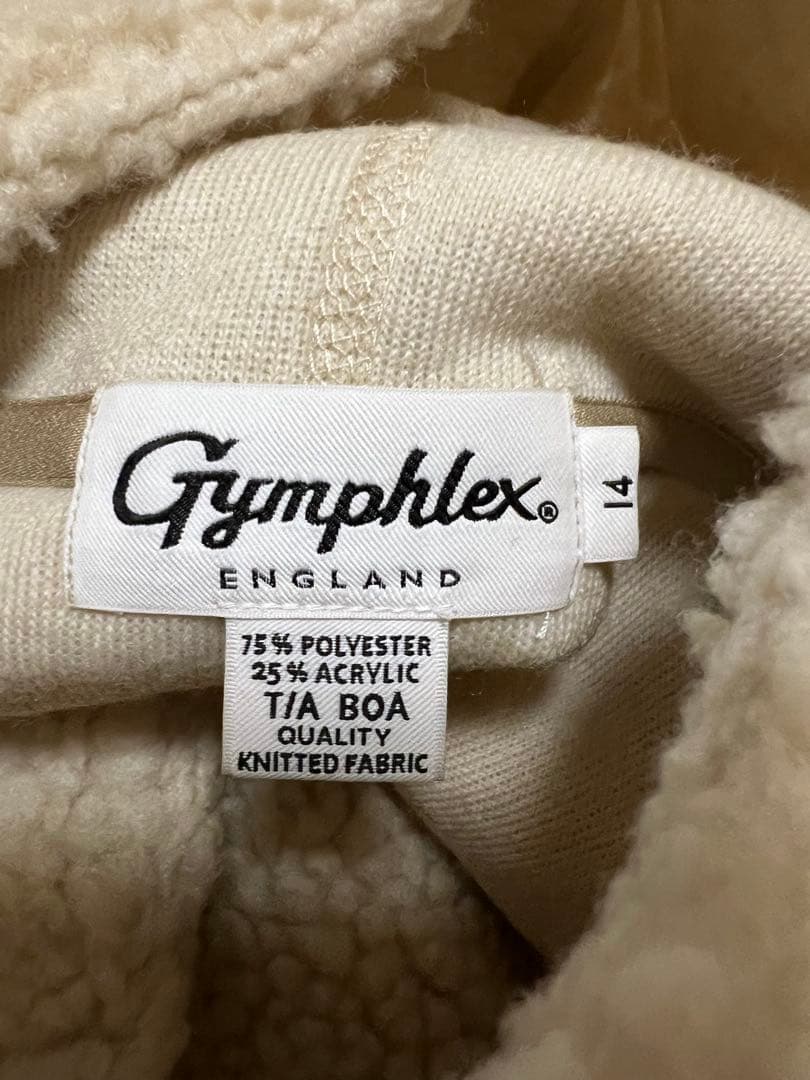 Gymphlex®
ENGLAND
14
75% POLYESTER
25% ACRYLIC
T/A BOA
QUALITY
KNITTED FABRIC